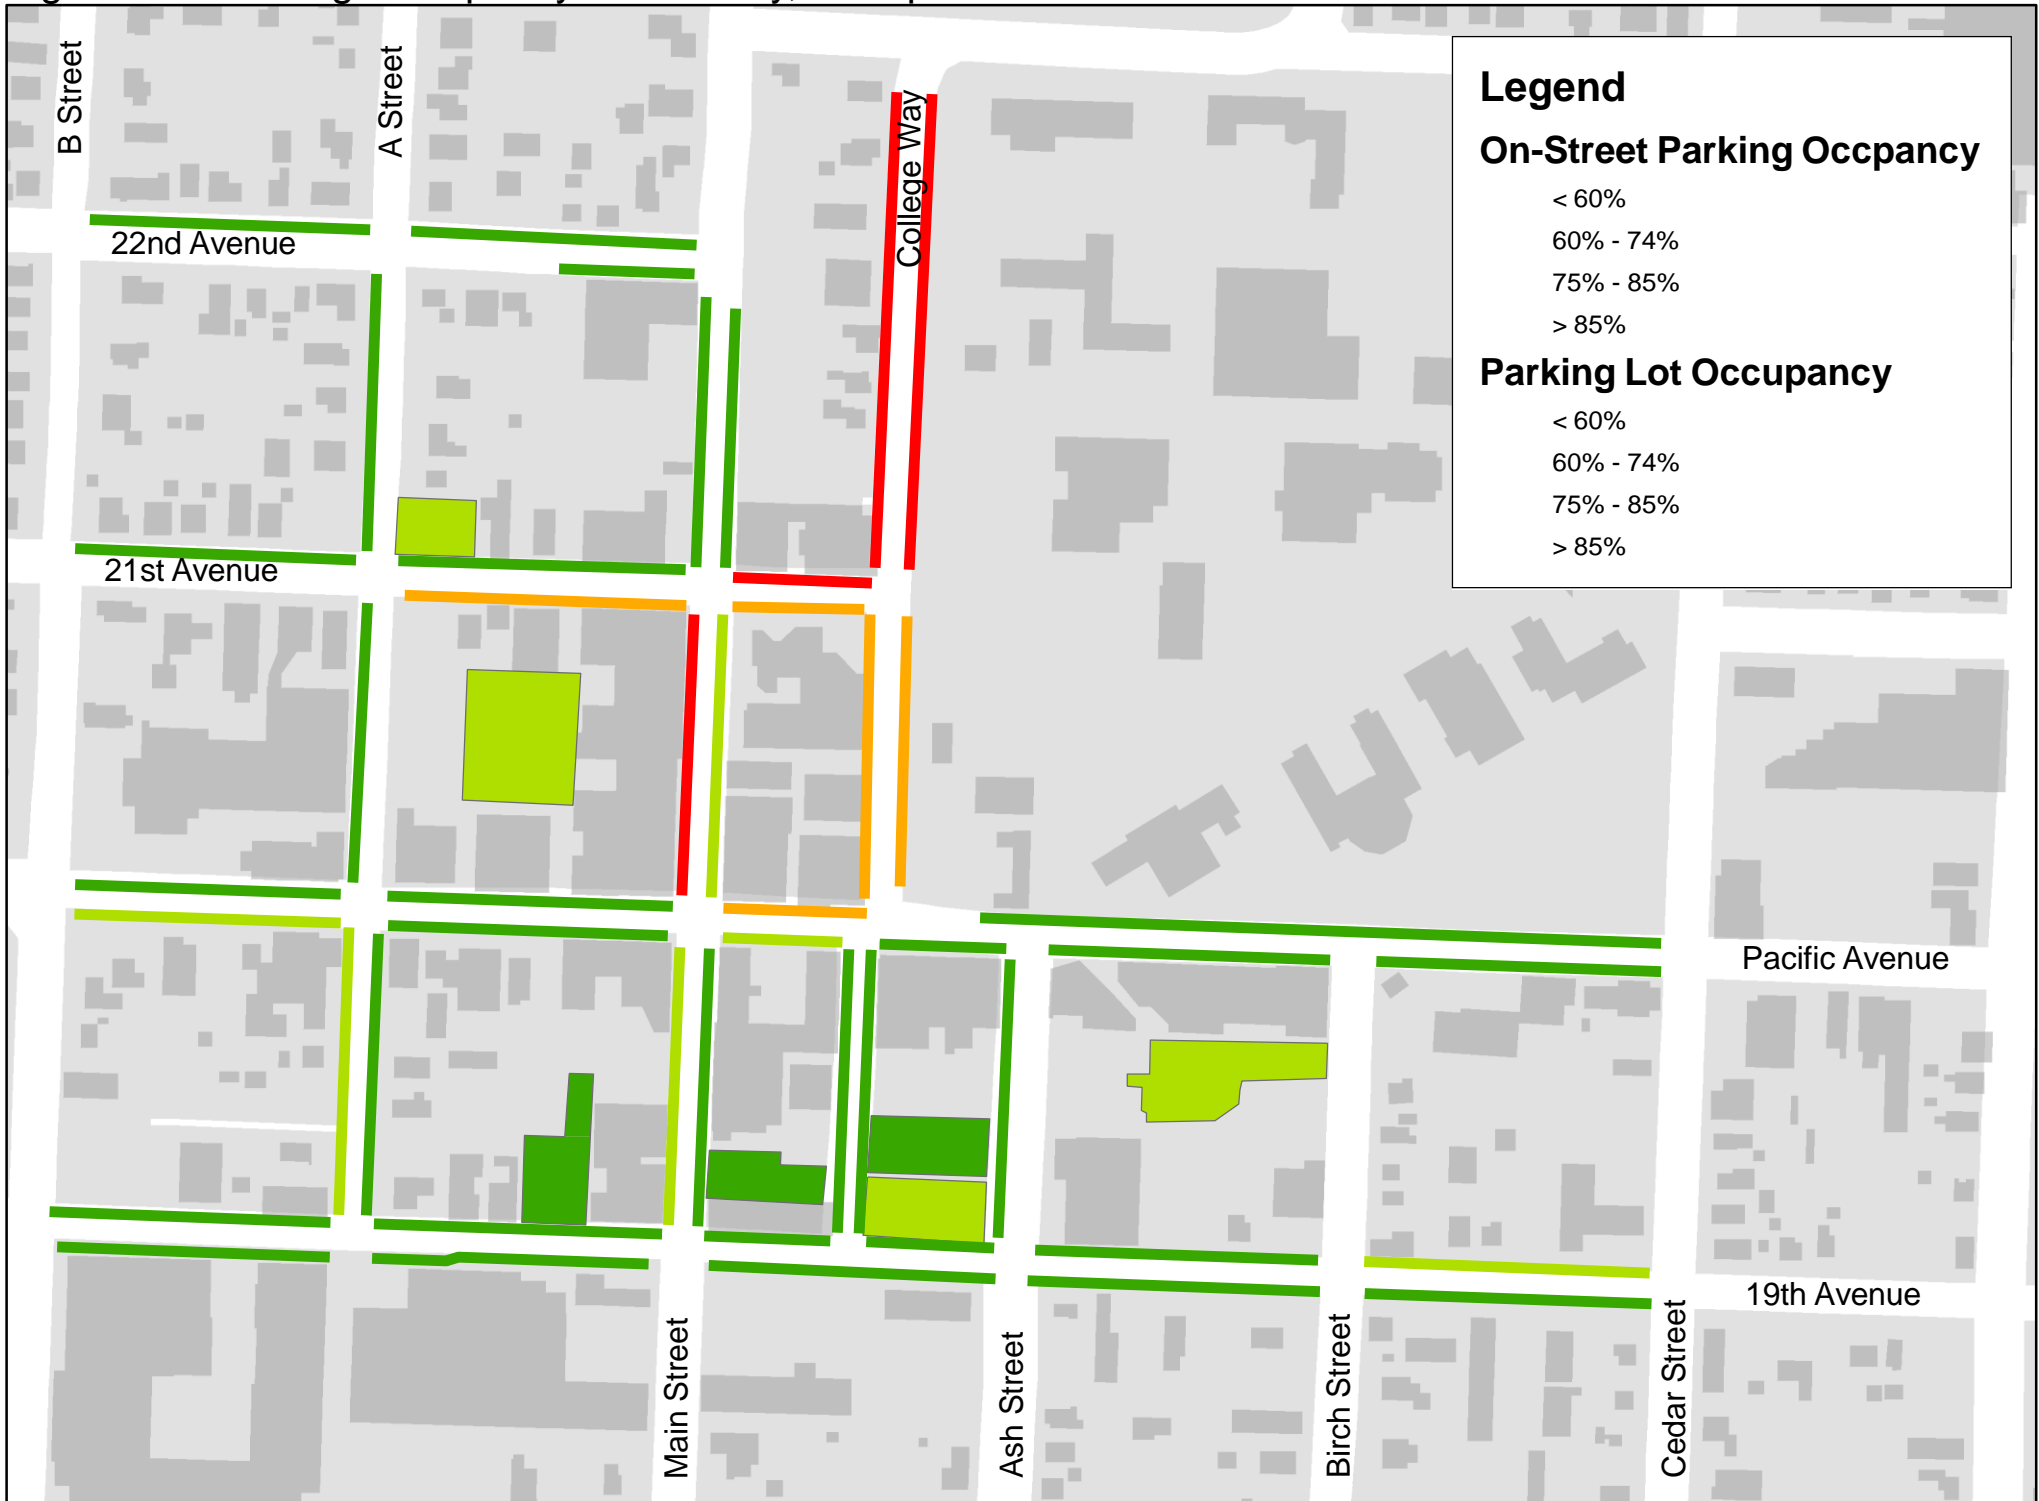 Legend
On-Street Parking Occpancy
< 60%
60% - 74%
75% - 85%
> 85%
Parking Lot Occupancy
< 60%
60% - 74%
75% - 85%
> 85%
B Street
A Street
College Way
22nd Avenue
21st Avenue
Pacific Avenue
19th Avenue
Main Street
Ash Street
Birch Street
Cedar Street